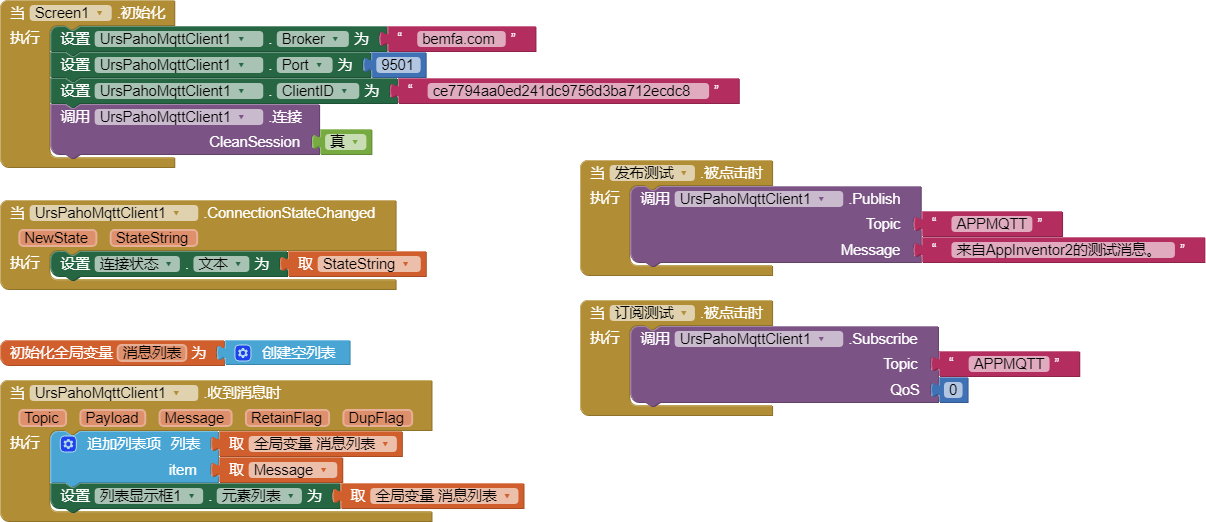 当 Screen1 .初始化
执行 设置 UrsPahoMqttClient1 . Broker 为 “ bemfa.com ”
设置 UrsPahoMqttClient1 . Port 为 9501
设置 UrsPahoMqttClient1 . ClientID 为 “ ce7794aa0ed241dc9756d3ba712ecdc8 ”
调用 UrsPahoMqttClient1 .连接
CleanSession 真
当 UrsPahoMqttClient1 .ConnectionStateChanged
NewState StateString
执行 设置 连接状态 . 文本 为 取 StateString
初始化全局变量 消息列表 为 创建空列表
当 UrsPahoMqttClient1 .收到消息时
Topic Payload Message RetainFlag DupFlag
执行 追加列表项 列表 取 全局变量 消息列表
item 取 Message
设置 列表显示框1 . 元素列表 为 取 全局变量 消息列表
当 发布测试 .被点击时
执行 调用 UrsPahoMqttClient1 .Publish
Topic “ APPMQTT ”
Message “ 来自AppInventor2的测试消息。 ”
当 订阅测试 .被点击时
执行 调用 UrsPahoMqttClient1 .Subscribe
Topic “ APPMQTT ”
QoS 0